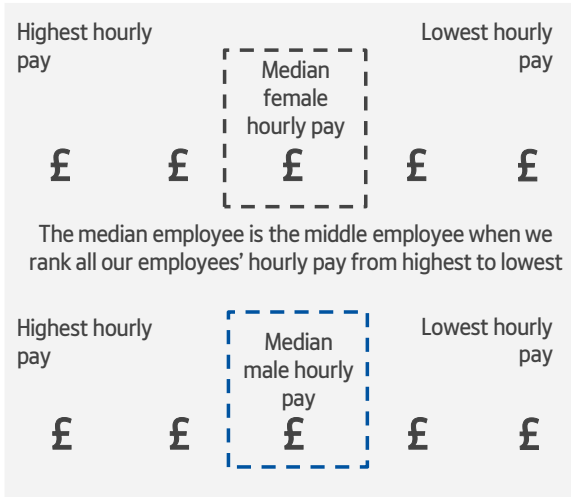 Highest hourly
pay
Lowest hourly
pay
Median
female
hourly pay
£ £ £ £ £
The median employee is the middle employee when we
rank all our employees' hourly pay from highest to lowest
Highest hourly
pay
Lowest hourly
pay
Median
male hourly
pay
£ £ £ £ £